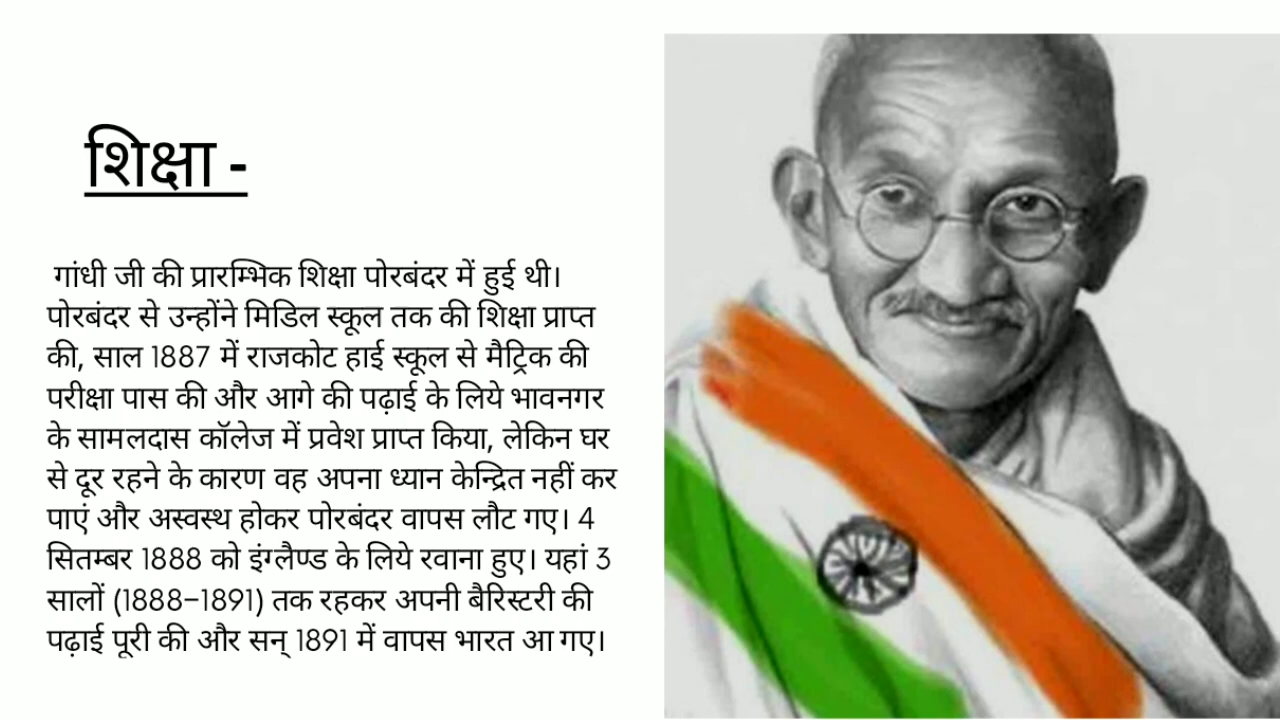 शिक्षा -
गांधी जी की प्रारम्भिक शिक्षा पोरबंदर में हुई थी।
पोरबंदर से उन्होंने मिडिल स्कूल तक की शिक्षा प्राप्त
की, साल 1887 में राजकोट हाई स्कूल से मैट्रिक की
परीक्षा पास की और आगे की पढ़ाई के लिये भावनगर
के सामलदास कॉलेज में प्रवेश प्राप्त किया, लेकिन घर
से दूर रहने के कारण वह अपना ध्यान केन्द्रित नहीं कर
पाएं और अस्वस्थ होकर पोरबंदर वापस लौट गए। 4
सितम्बर 1888 को इंग्लैण्ड के लिये रवाना हुए। यहां 3
सालों (1888–1891) तक रहकर अपनी बैरिस्टरी की
पढ़ाई पूरी की और सन् 1891 में वापस भारत आ गए।